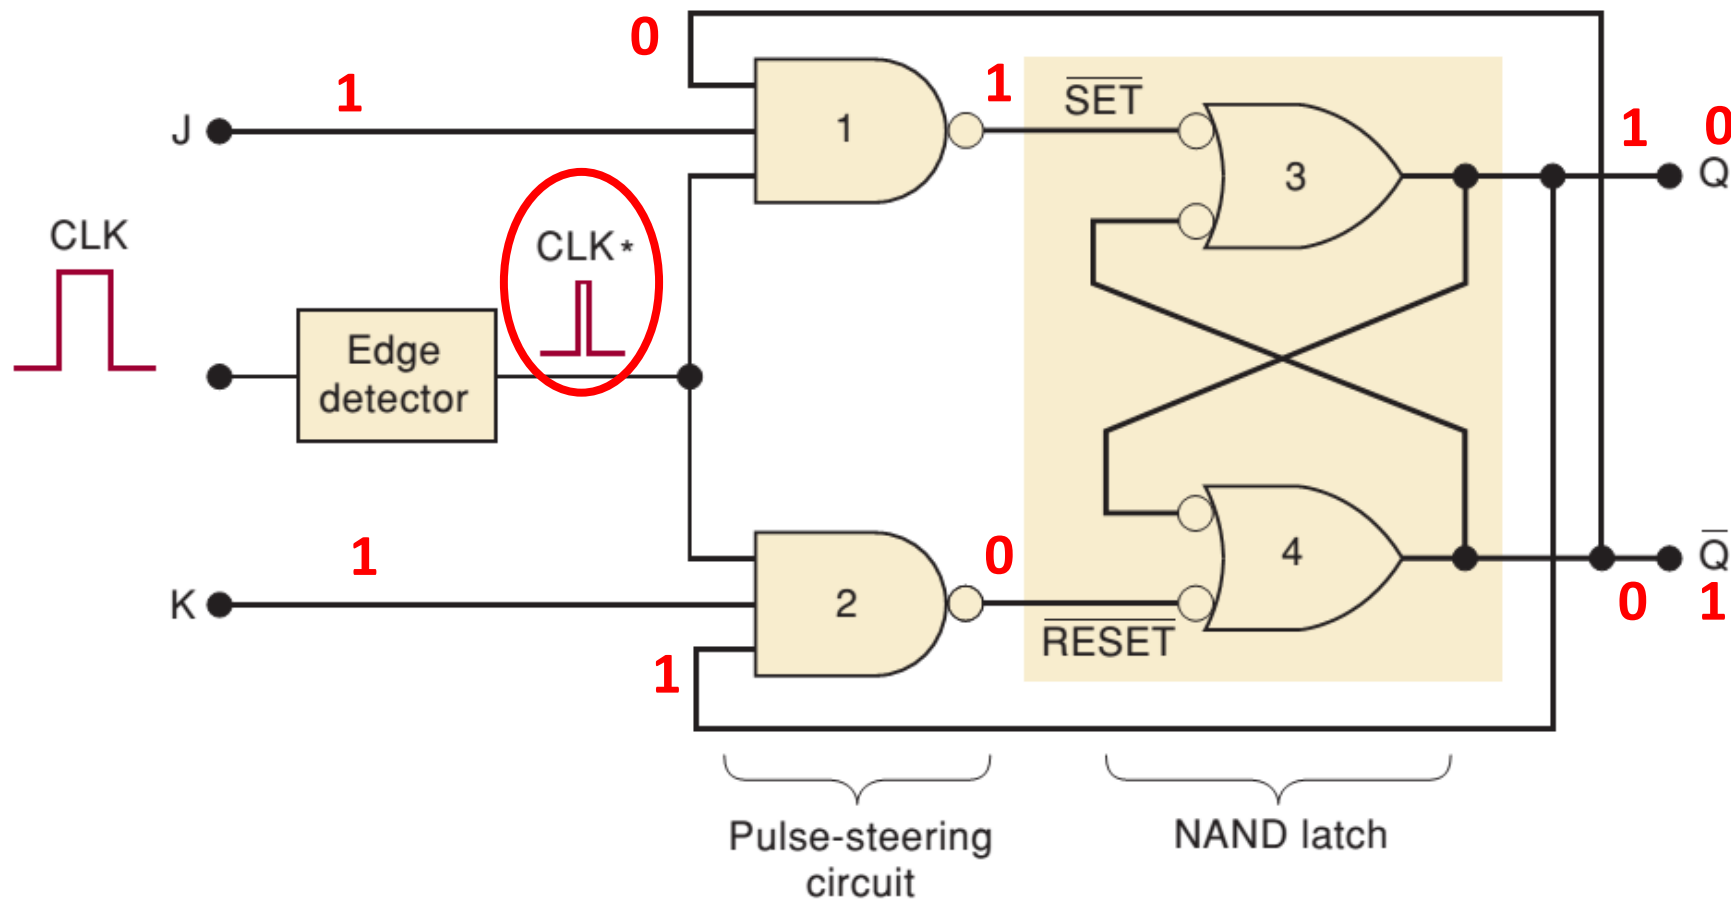 0
1
J
1
1
SET
3
1 0
Q
CLK
CLK*
Edge
detector
1
K
2
0
RESET
4
Q
0 1
1
Pulse-steering
circuit
NAND latch